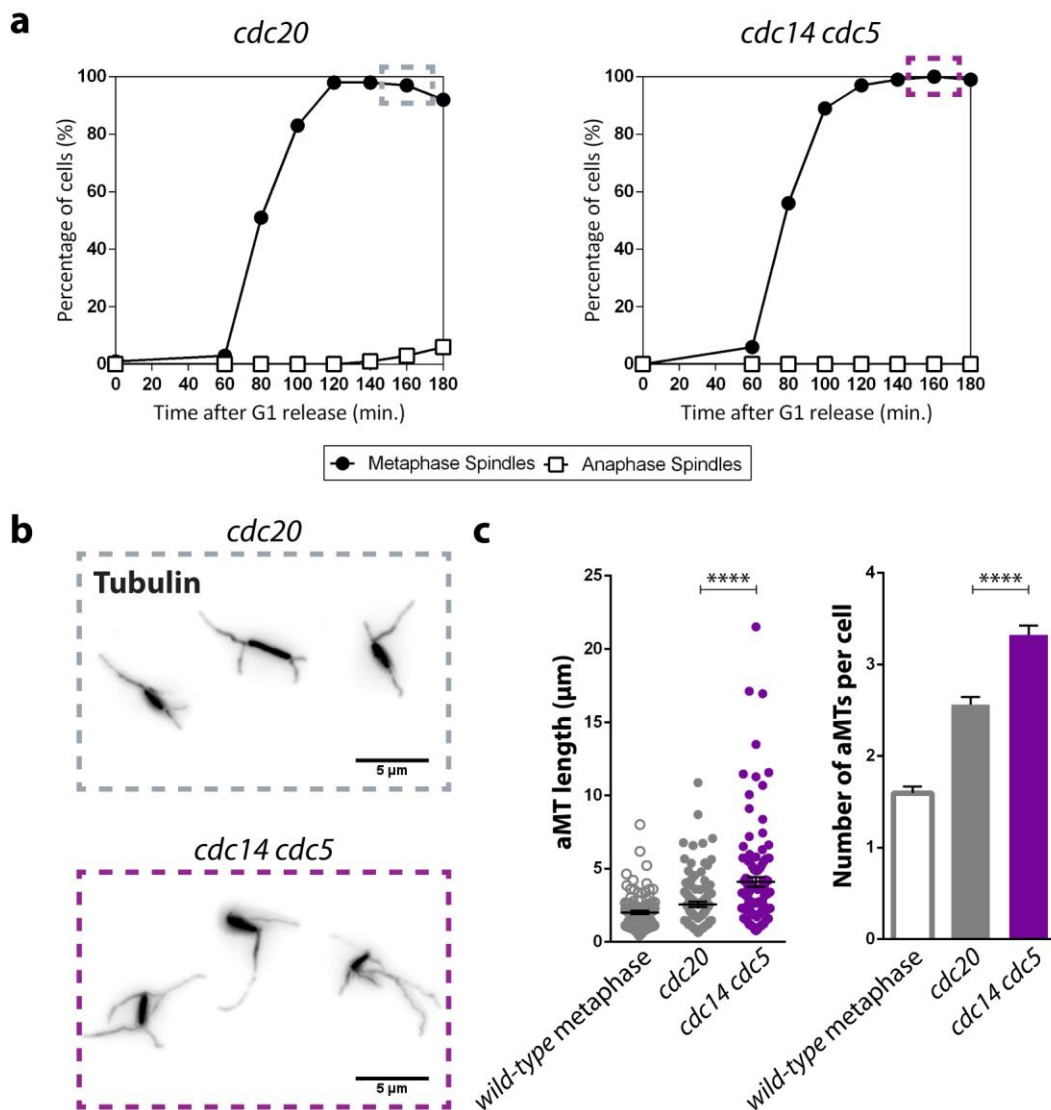 a
cdc20
cdc14 cdc5
Percentage of cells (%)
100
80
60
40
20
0
0 20 40 60 80 100 120 140 160 180
Time after G1 release (min.)
Percentage of cells (%)
100
80
60
40
20
0
0 20 40 60 80 100 120 140 160 180
Time after G1 release (min.)
Metaphase Spindles Anaphase Spindles
b
cdc20
Tubulin
5 µm
cdc14 cdc5
5 µm
c
aMT length (µm)
25
20
15
10
5
0
****
wild-type metaphase
cdc20
cdc14 cdc5
Number of aMTs per cell
4
3
2
1
0
****
wild-type metaphase
cdc20
cdc14 cdc5